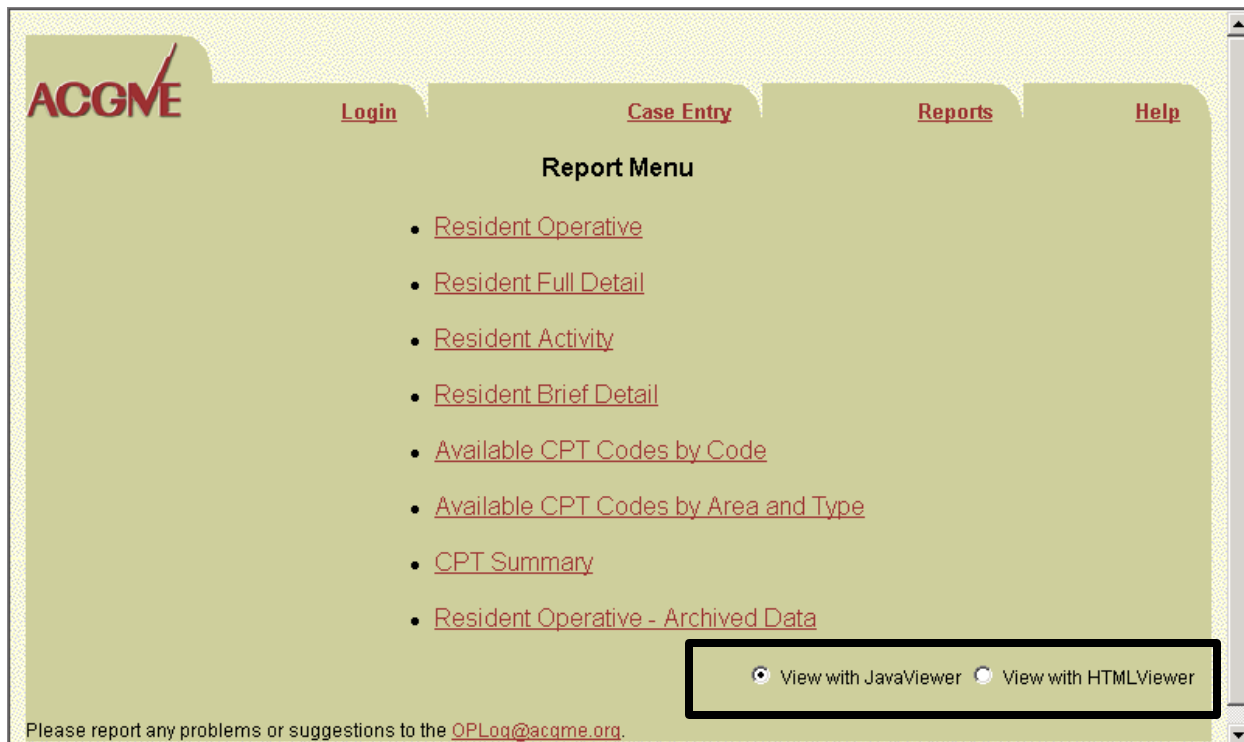 ACGME
Login Case Entry Reports Help
Report Menu
Resident Operative
Resident Full Detail
Resident Activity
Resident Brief Detail
Available CPT Codes by Code
Available CPT Codes by Area and Type
CPT Summary
Resident Operative - Archived Data
View with JavaViewer View with HTMLViewer
Please report any problems or suggestions to the OPLog@acgme.org.